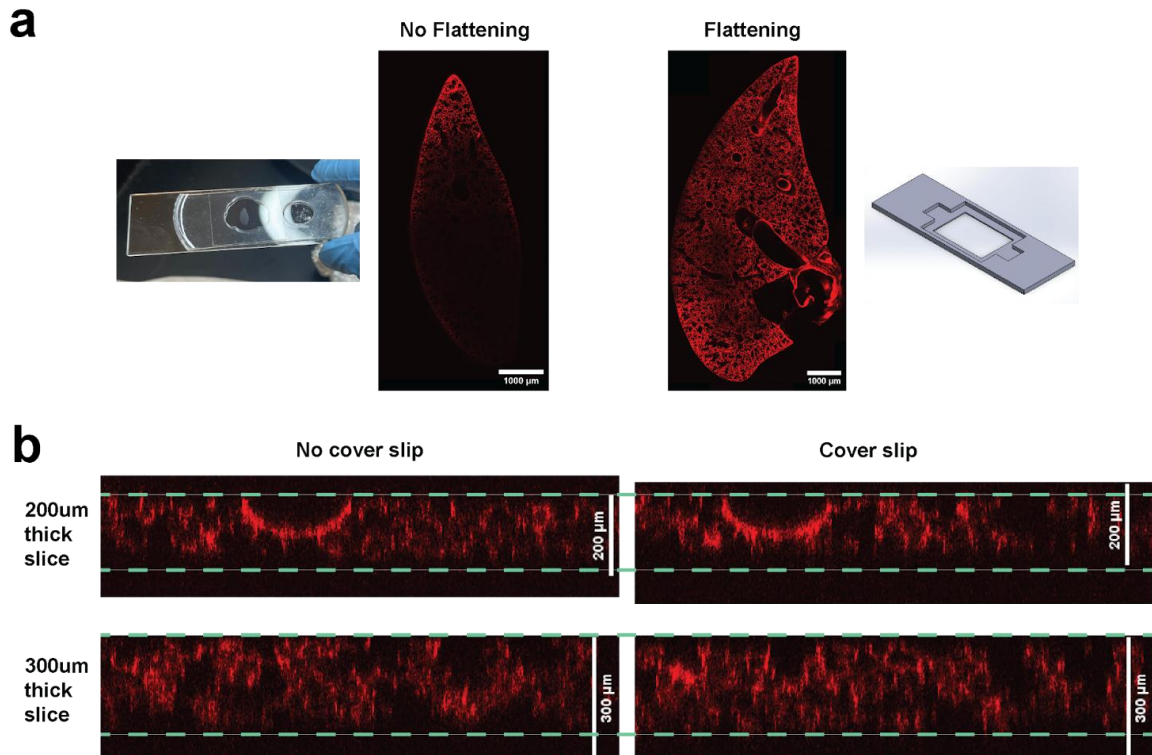 a
No Flattening
Flattening
1000 µm
1000 µm
b
No cover slip
Cover slip
200um
thick
slice
200 µm
200 µm
300um
thick
slice
300 µm
300 µm